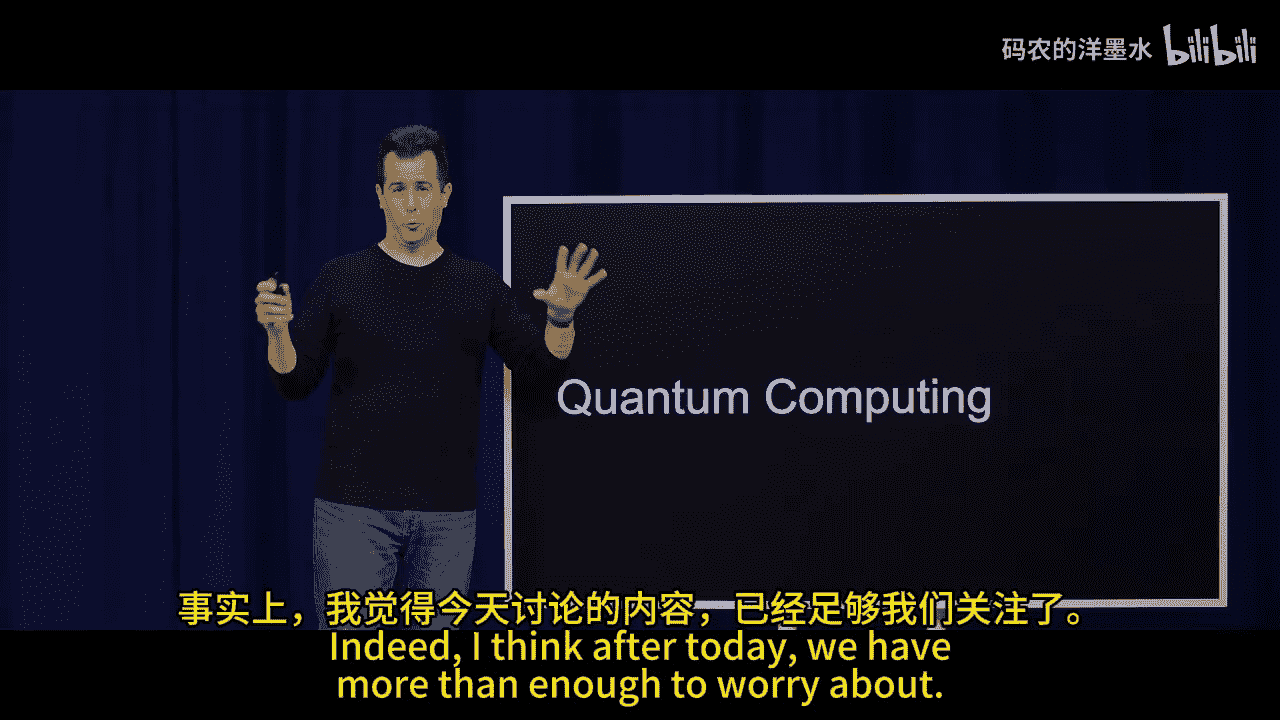 码农的洋墨水 bilibili
Quantum Computing
事实上，我觉得今天讨论的内容，已经足够我们关注了。
Indeed, I think after today, we have
more than enough to worry about.